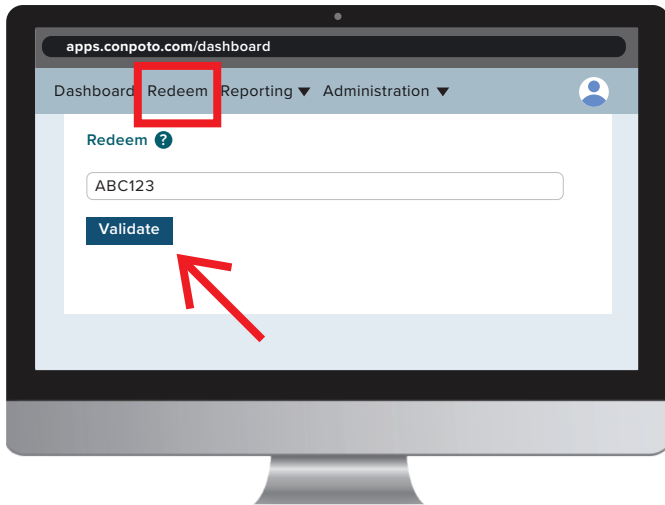 apps.conpoto.com/dashboard
Dashboard Redeem Reporting ▼ Administration ▼
Redeem ?
ABC123
Validate